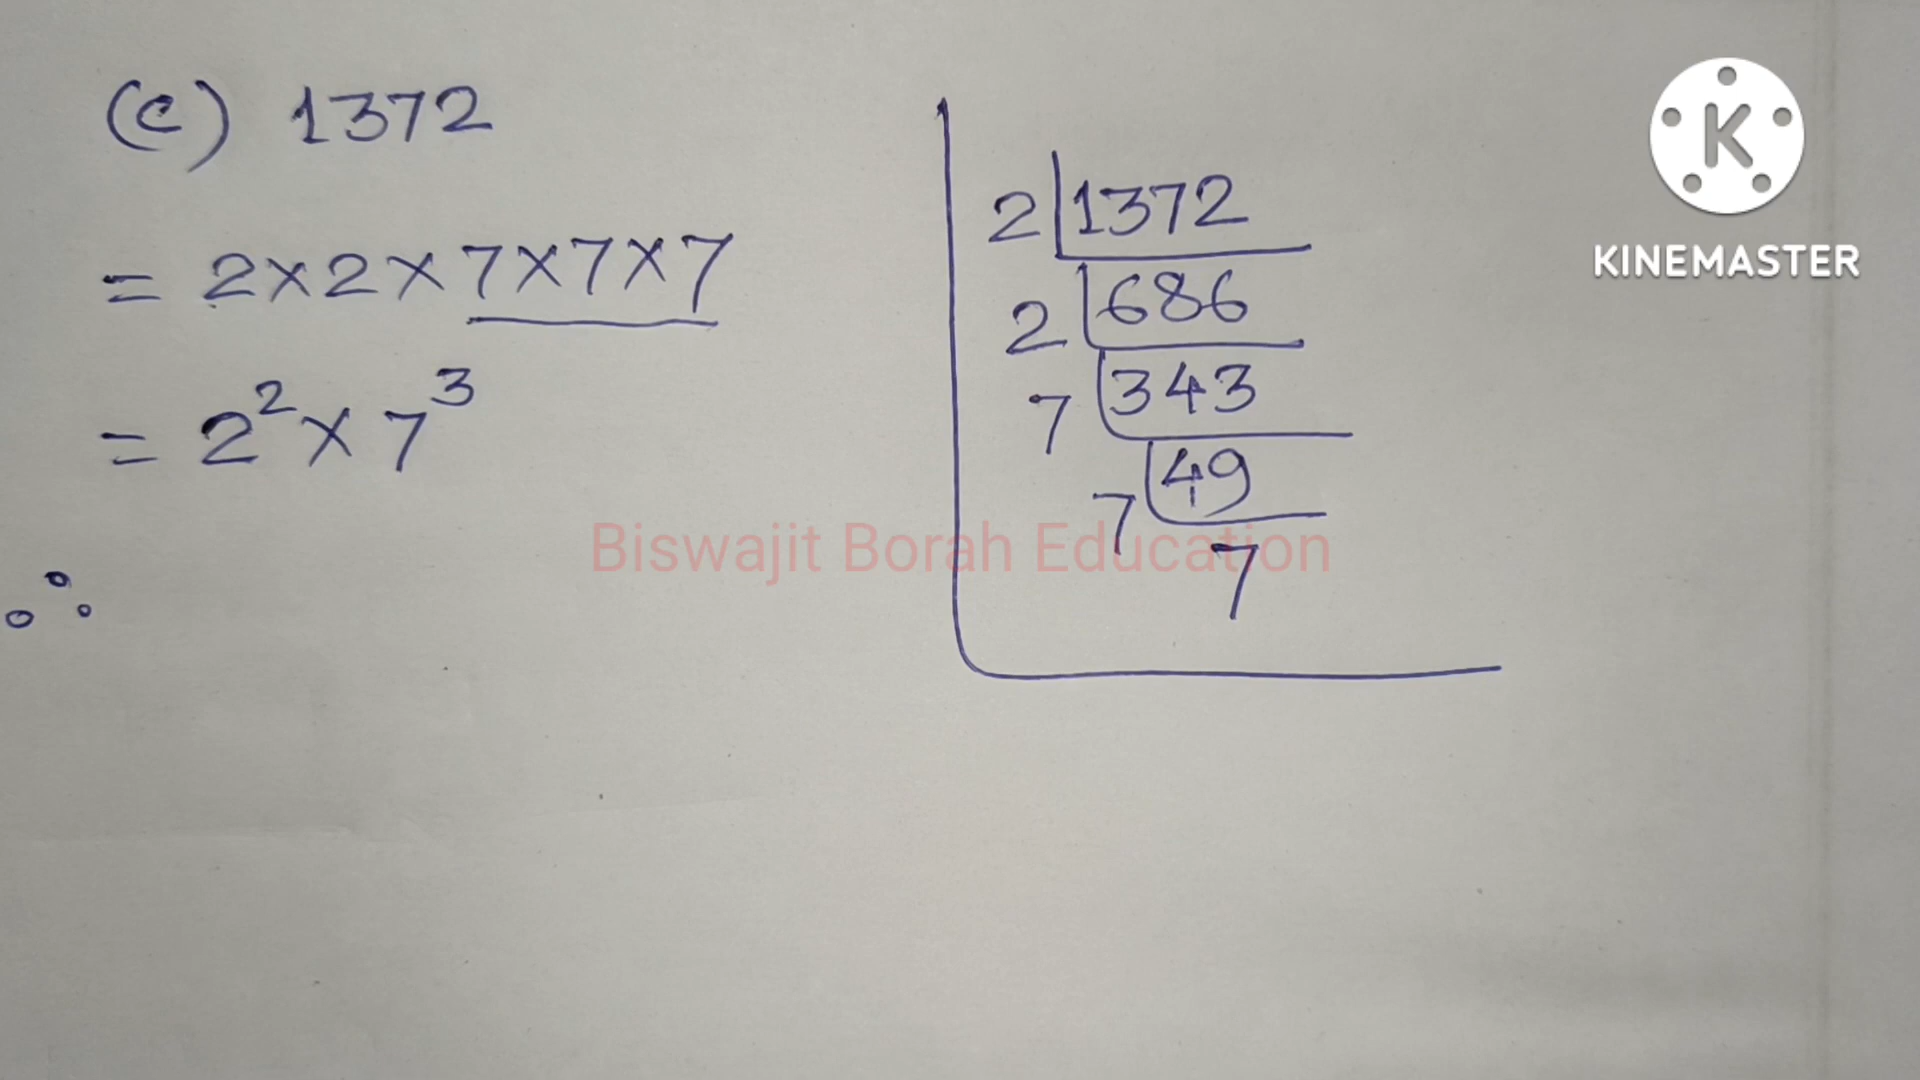 (c) 1372
= 2×2×7×7×7
= 2² × 7³
∴
2 | 1372
2 | 686
7 | 343
7 | 49
7
K
KINEMASTER
Biswajit Borah Education